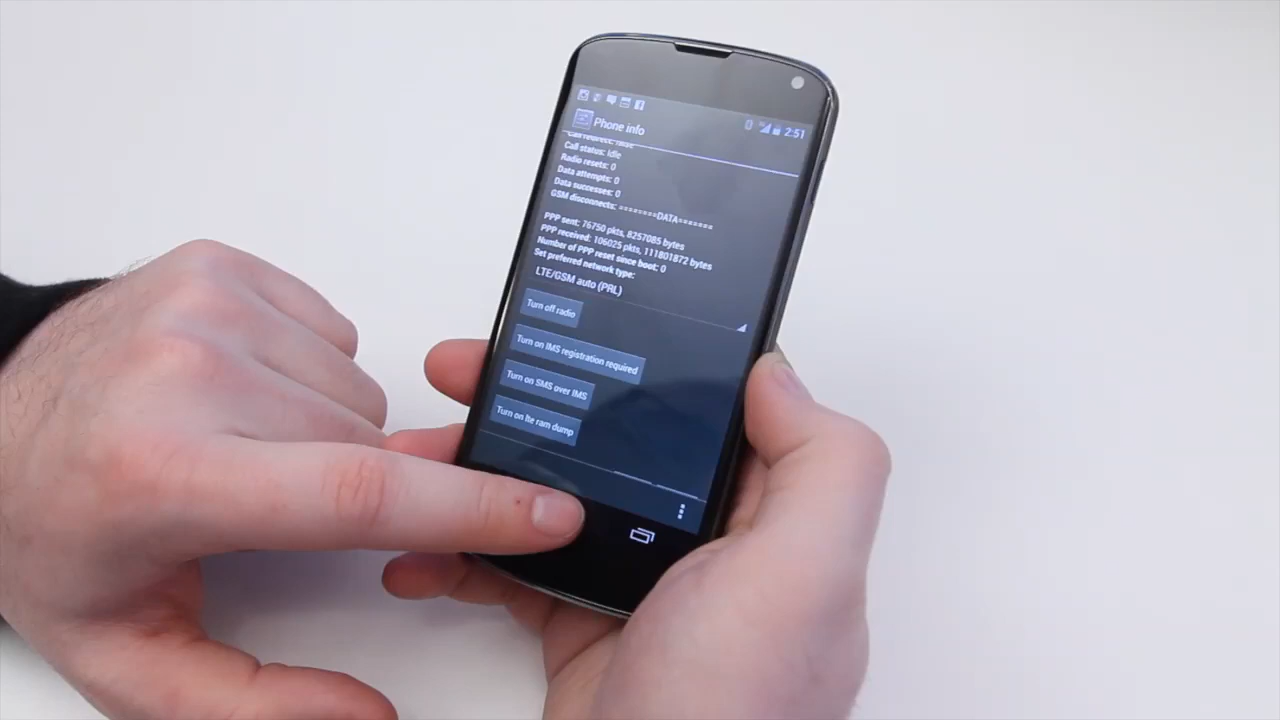 2:51
Phone info
Call redirect: false
Call status: Idle
Radio resets: 0
Data attempts: 0
Data successes: 0
GSM disconnects: ========DATA=======
PPP sent: 76750 pkts, 8257085 bytes
PPP received: 106025 pkts, 111801872 bytes
Number of PPP reset since boot: 0
Set preferred network type:
LTE/GSM auto (PRL)
Turn off radio
Turn on IMS registration required
Turn on SMS over IMS
Turn on lte ram dump